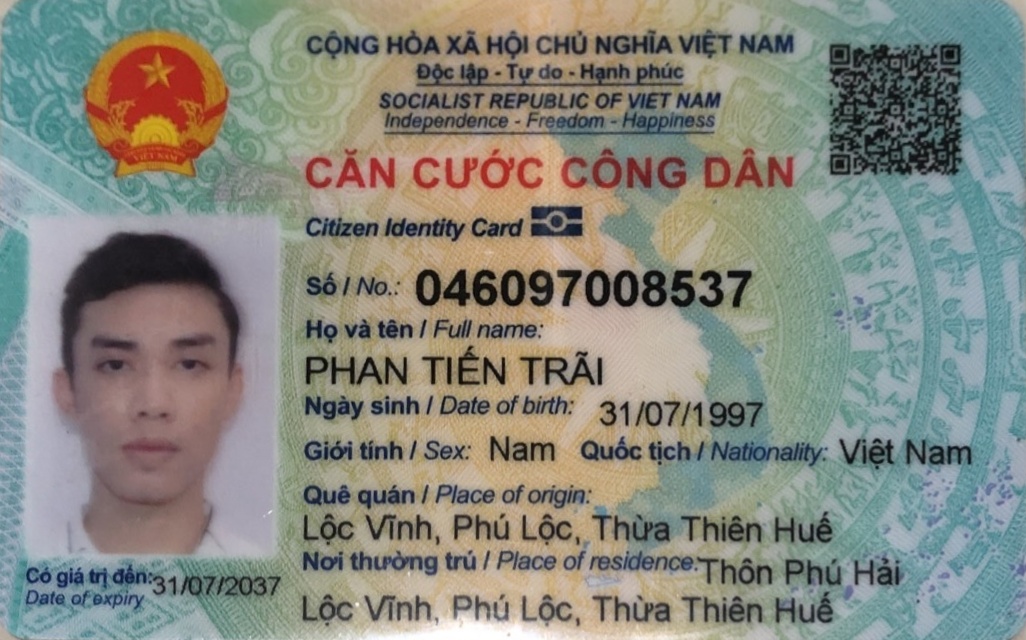 CỘNG HÒA XÃ HỘI CHỦ NGHĨA VIỆT NAM
Độc lập - Tự do - Hạnh phúc
SOCIALIST REPUBLIC OF VIET NAM
Independence - Freedom - Happiness
VIỆT NAM
CĂN CƯỚC CÔNG DÂN
Citizen Identity Card
Số / No.: 046097008537
Họ và tên / Full name:
PHAN TIẾN TRÃI
Ngày sinh / Date of birth: 31/07/1997
Giới tính / Sex: Nam Quốc tịch / Nationality: Việt Nam
Quê quán / Place of origin:
Lộc Vĩnh, Phú Lộc, Thừa Thiên Huế
Nơi thường trú / Place of residence: Thôn Phú Hải
Lộc Vĩnh, Phú Lộc, Thừa Thiên Huế
Có giá trị đến: 31/07/2037
Date of expiry